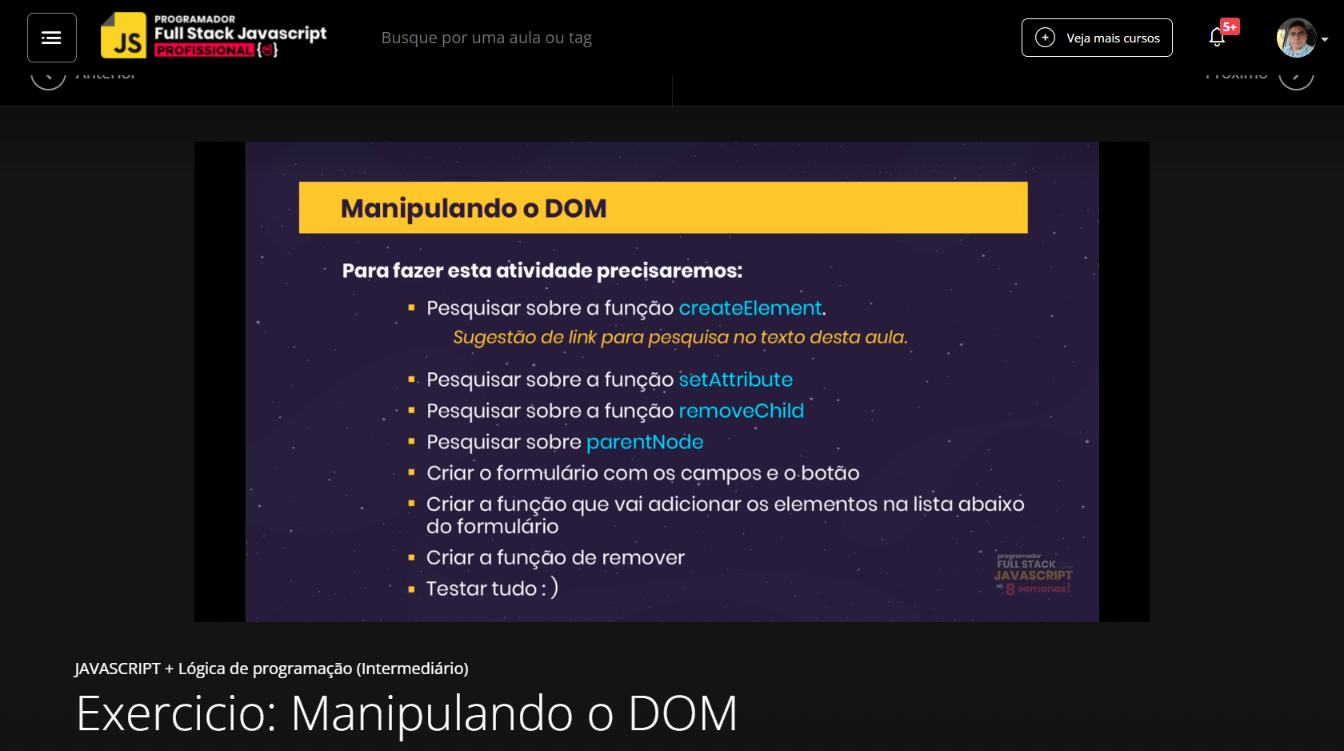 PROGRAMADOR
Full Stack Javascript
PROFISSIONAL
JS
Busque por uma aula ou tag
Veja mais cursos
5+
Anterior
Próximo
Manipulando o DOM
Para fazer esta atividade precisaremos:
Pesquisar sobre a função createElement.
Sugestão de link para pesquisa no texto desta aula.
Pesquisar sobre a função setAttribute
Pesquisar sobre a função removeChild
Pesquisar sobre parentNode
Criar o formulário com os campos e o botão
Criar a função que vai adicionar os elementos na lista abaixo
do formulário
Criar a função de remover
Testar tudo : )
programador
FULL STACK
JAVASCRIPT
8 semanas!
JAVASCRIPT + Lógica de programação (Intermediário)
Exercicio: Manipulando o DOM